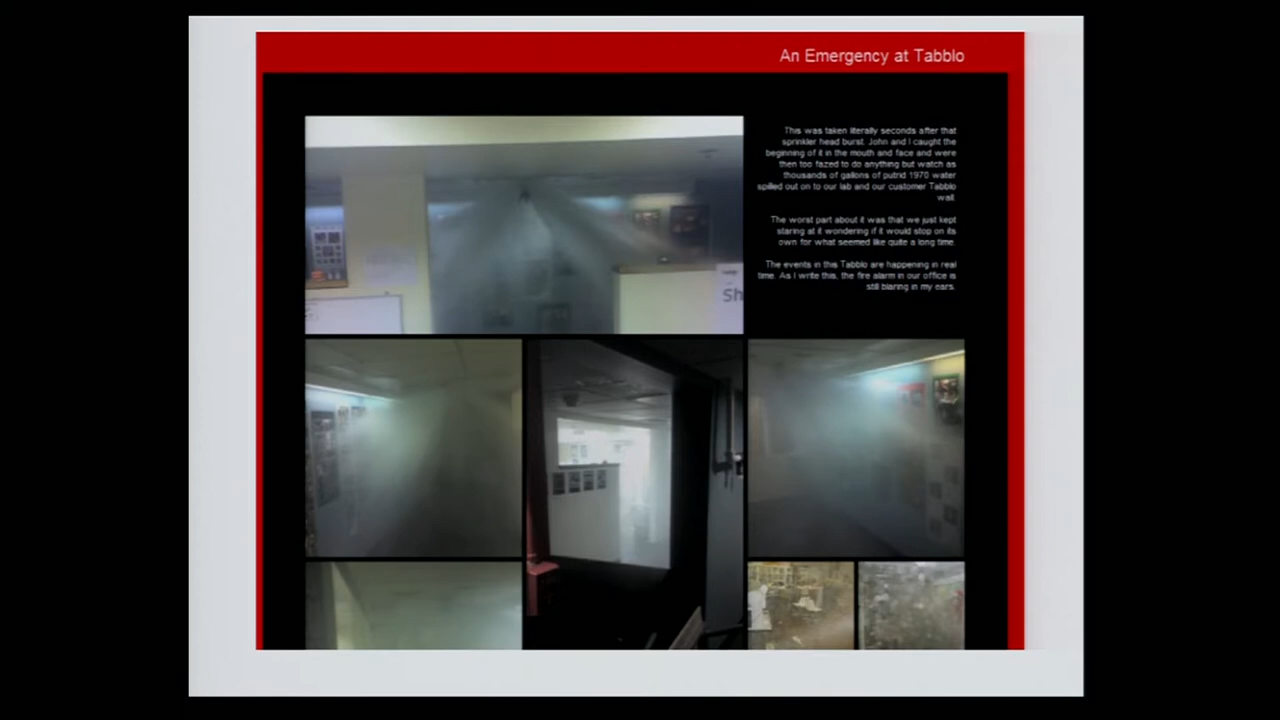 An Emergency at Tabblo
This was taken literally seconds after that
sprinkler head burst. John and I caught the
beginning of it in the mouth and face and were
then too fazed to do anything but watch as
thousands of gallons of putrid 1970 water
spilled out on to our lab and our customer Tabblo
wall.
The worst part about it was that we just kept
staring at it wondering if it would stop on its
own for what seemed like quite a long time.
The events in this Tabblo are happening in real
time. As I write this, the fire alarm in our office is
still blaring in my ears.
Sh